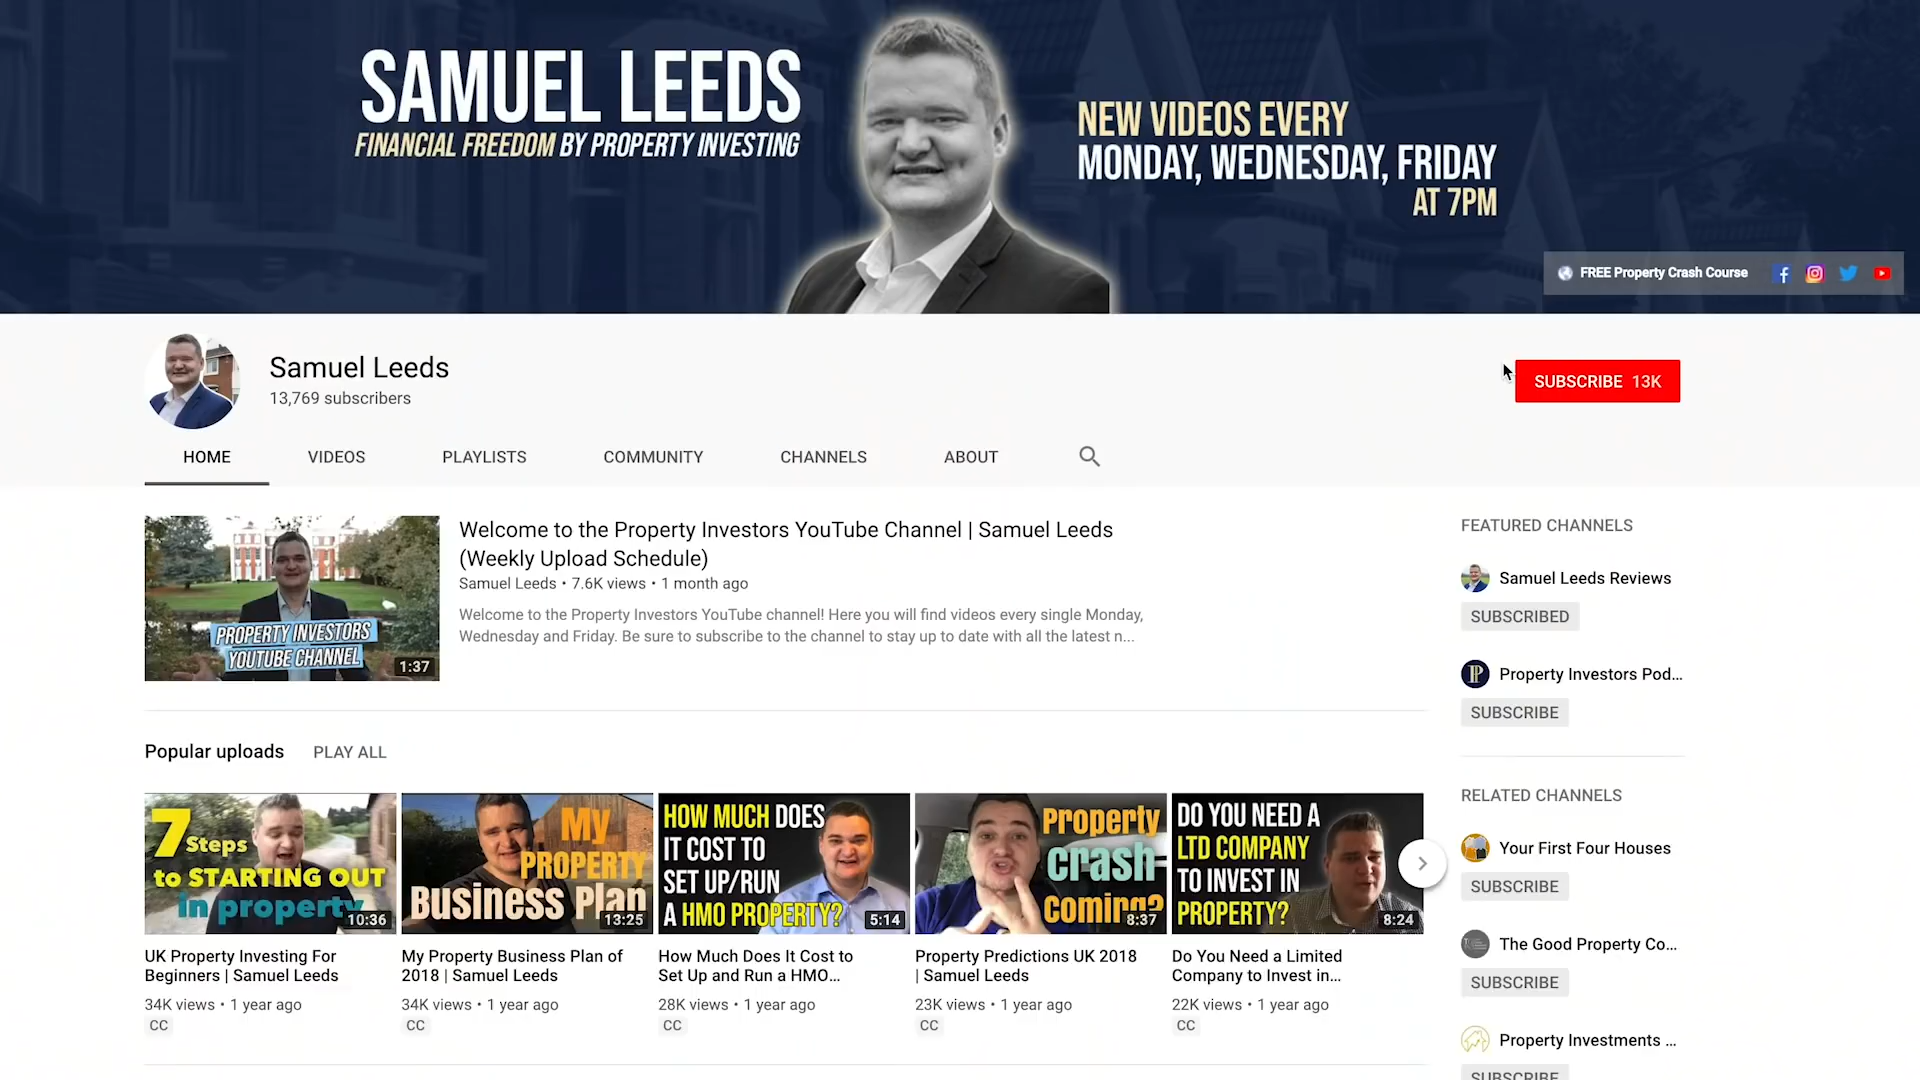 SAMUEL LEEDS
FINANCIAL FREEDOM BY PROPERTY INVESTING
NEW VIDEOS EVERY
MONDAY, WEDNESDAY, FRIDAY
AT 7PM
FREE Property Crash Course
Samuel Leeds
13,769 subscribers
SUBSCRIBE 13K
HOME VIDEOS PLAYLISTS COMMUNITY CHANNELS ABOUT
PROPERTY INVESTORS
YOUTUBE CHANNEL
1:37
Welcome to the Property Investors YouTube Channel | Samuel Leeds
(Weekly Upload Schedule)
Samuel Leeds • 7.6K views • 1 month ago
Welcome to the Property Investors YouTube channel! Here you will find videos every single Monday,
Wednesday and Friday. Be sure to subscribe to the channel to stay up to date with all the latest n...
FEATURED CHANNELS
Samuel Leeds Reviews
SUBSCRIBED
Property Investors Pod...
SUBSCRIBE
Popular uploads PLAY ALL
7 Steps
to STARTING OUT
in property
10:36
UK Property Investing For
Beginners | Samuel Leeds
34K views • 1 year ago
CC
My
PROPERTY
Business Plan
13:25
My Property Business Plan of
2018 | Samuel Leeds
34K views • 1 year ago
CC
HOW MUCH DOES
IT COST TO
SET UP/RUN
A HMO PROPERTY?
5:14
How Much Does It Cost to
Set Up and Run a HMO...
28K views • 1 year ago
CC
Property
crash
coming?
8:37
Property Predictions UK 2018
| Samuel Leeds
23K views • 1 year ago
CC
DO YOU NEED A
LTD COMPANY
TO INVEST IN
PROPERTY?
8:24
Do You Need a Limited
Company to Invest in...
22K views • 1 year ago
CC
RELATED CHANNELS
Your First Four Houses
SUBSCRIBE
The Good Property Co...
SUBSCRIBE
Property Investments ...
SUBSCRIBE